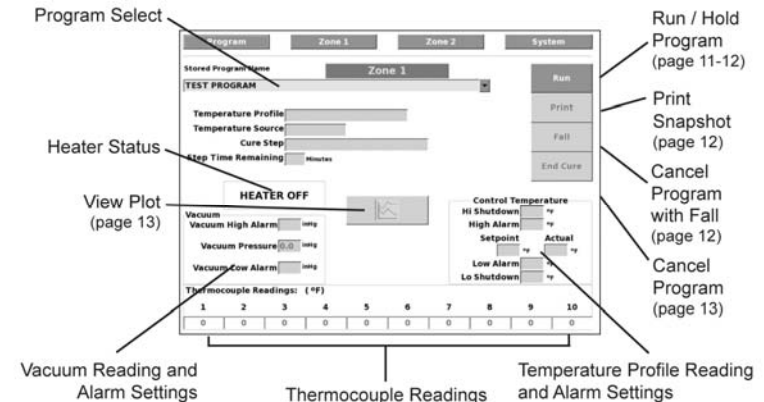 Program Select
Run / Hold
Program
(page 11-12)
Print
Snapshot
(page 12)
Cancel
Program
with Fall
(page 12)
Cancel
Program
(page 13)
Heater Status
View Plot
(page 13)
Vacuum Reading and
Alarm Settings
Thermocouple Readings
Temperature Profile Reading
and Alarm Settings
Program Zone 1 Zone 2 System
Stored Program Name
Zone 1
TEST PROGRAM
Run
Print
Fall
End Cure
Temperature Profile
Temperature Source
Cure Step
Step Time Remaining Minutes
HEATER OFF
Vacuum
Vacuum High Alarm inHg
Vacuum Pressure 0.0 inHg
Vacuum Low Alarm inHg
Control Temperature
Hi Shutdown °F
High Alarm °F
Setpoint Actual
°F °F
Low Alarm °F
Lo Shutdown °F
Thermocouple Readings: (°F)
1 2 3 4 5 6 7 8 9 10
0 0 0 0 0 0 0 0 0 0